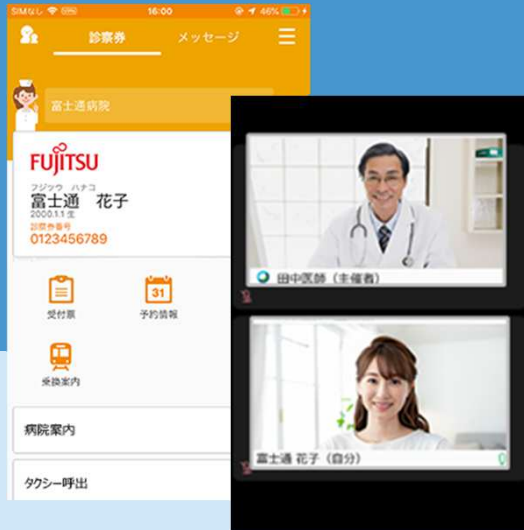 SIMなし VPN 16:00 46%
診察券 メッセージ
富士通病院
FUJITSU
フジツウ ハナコ
富士通 花子
2000.1.1 生
診察券番号
0123456789
31
受付票 予約情報
乗換案内
病院案内
タクシー呼出
田中医師（主催者）
富士通 花子（自分）